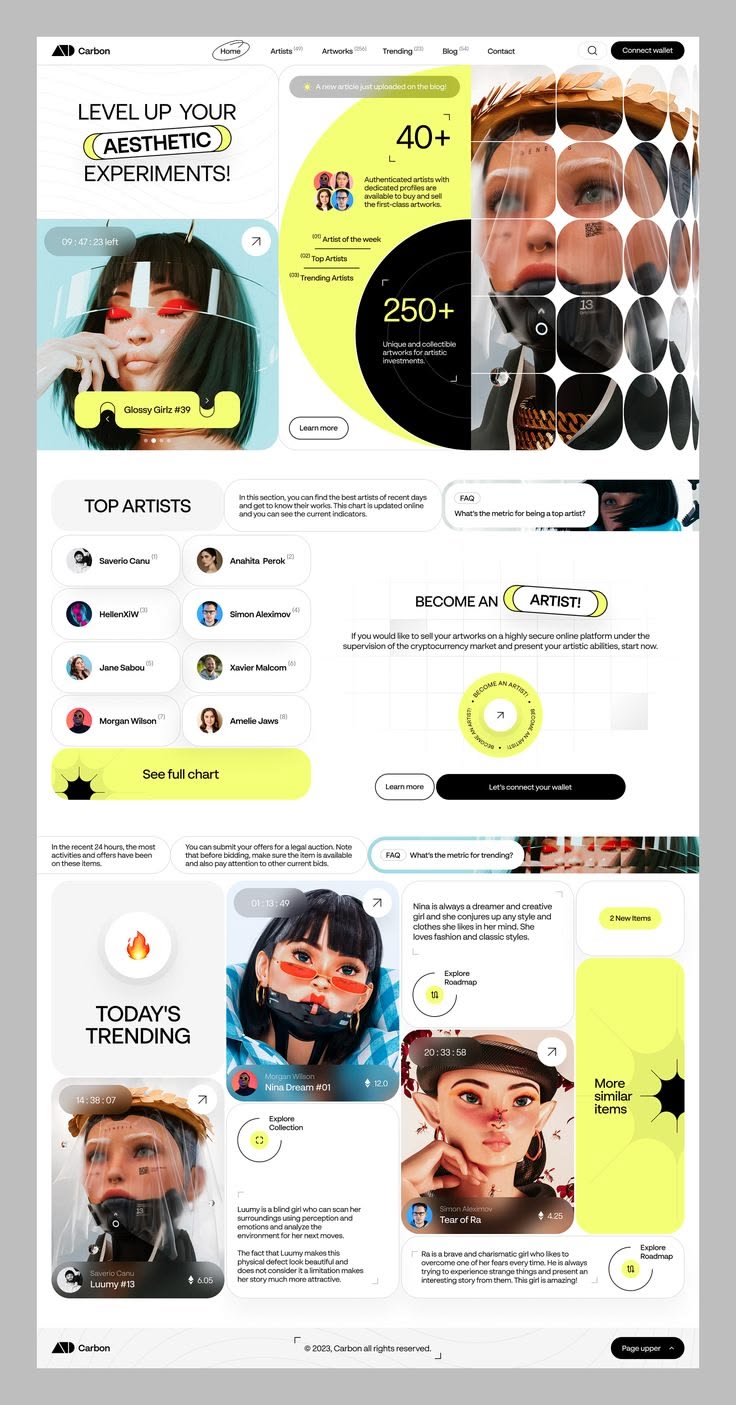 Carbon
Home
Artists (49)
Artworks (256)
Trending (23)
Blog (54)
Contact
Connect wallet
LEVEL UP YOUR
AESTHETIC
EXPERIMENTS!
A new article just uploaded on the blog!
40+
Authenticated artists with
dedicated profiles are
available to buy and sell
the first-class artworks.
(01) Artist of the week
(02) Top Artists
(03) Trending Artists
250+
Unique and collectible
artworks for artistic
investments.
Learn more
09 : 47 : 23 left
Glossy Girlz #39
13
TOP ARTISTS
In this section, you can find the best artists of recent days
and get to know their works. This chart is updated online
and you can see the current indicators.
FAQ
What's the metric for being a top artist?
Saverio Canu (1)
Anahita Perok (2)
HellenXiW (3)
Simon Aleximov (4)
Jane Sabou (5)
Xavier Malcom (6)
Morgan Wilson (7)
Amelie Jaws (8)
See full chart
BECOME AN ARTIST!
If you would like to sell your artworks on a highly secure online platform under the
supervision of the cryptocurrency market and present your artistic abilities, start now.
BECOME AN ARTIST! • BECOME AN ARTIST! • BECOME AN ARTIST! •
Learn more
Let's connect your wallet
In the recent 24 hours, the most
activities and offers have been
on these items.
You can submit your offers for a legal auction. Note
that before bidding, make sure the item is available
and also pay attention to other current bids.
FAQ
What's the metric for trending?
TODAY'S
TRENDING
01 : 13 : 49
Morgan Wilson
Nina Dream #01
12.0
Nina is always a dreamer and creative
girl and she conjures up any style and
clothes she likes in her mind. She
loves fashion and classic styles.
Explore
Roadmap
2 New Items
More
similar
items
14 : 38 : 07
13
Saverio Canu
Luumy #13
6.05
Explore
Collection
Luumy is a blind girl who can scan her
surroundings using perception and
emotions and analyze the
environment for her next moves.
The fact that Luumy makes this
physical defect look beautiful and
does not consider it a limitation makes
her story much more attractive.
20 : 33 : 58
Simon Aleximov
Tear of Ra
4.25
Ra is a brave and charismatic girl who likes to
overcome one of her fears every time. He is always
trying to experience strange things and present an
interesting story from them. This girl is amazing!
Explore
Roadmap
Carbon
© 2023, Carbon all rights reserved.
Page upper